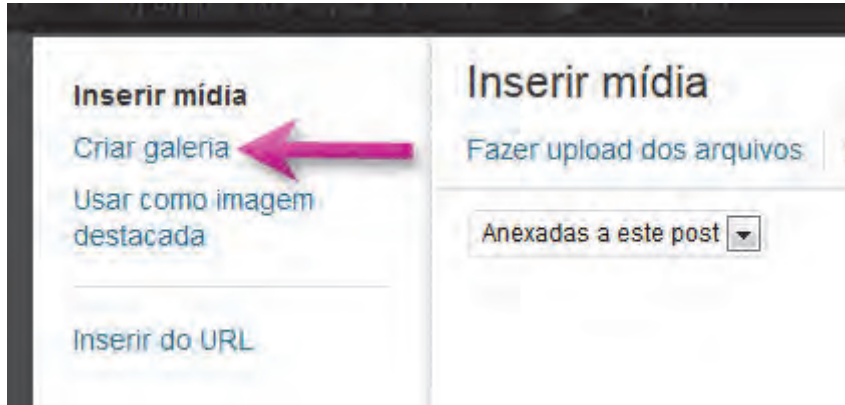 Inserir mídia
Criar galeria
Usar como imagem
destacada
Inserir do URL
Inserir mídia
Fazer upload dos arquivos
Anexadas a este post